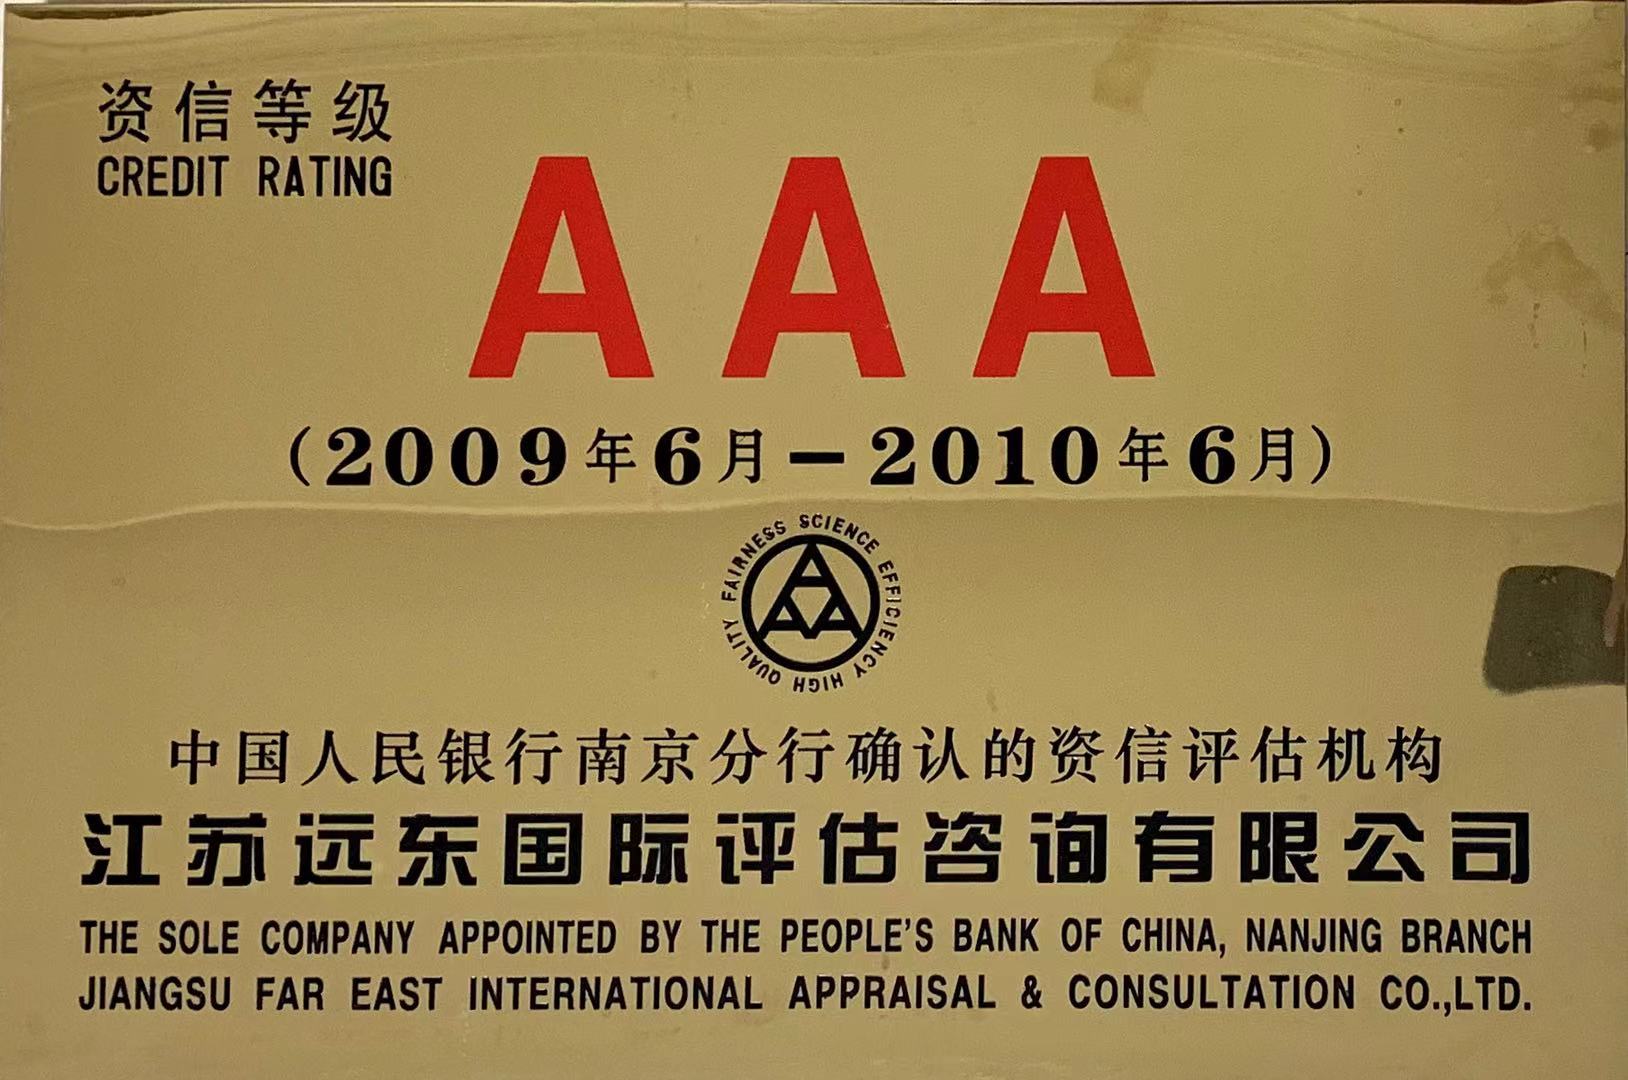 资信等级
CREDIT RATING
AAA
(2009年6月-2010年6月)
FAIRNESS SCIENCE EFFICIENCY HIGH QUALITY
中国人民银行南京分行确认的资信评估机构
江苏远东国际评估咨询有限公司
THE SOLE COMPANY APPOINTED BY THE PEOPLE'S BANK OF CHINA, NANJING BRANCH
JIANGSU FAR EAST INTERNATIONAL APPRAISAL & CONSULTATION CO.,LTD.